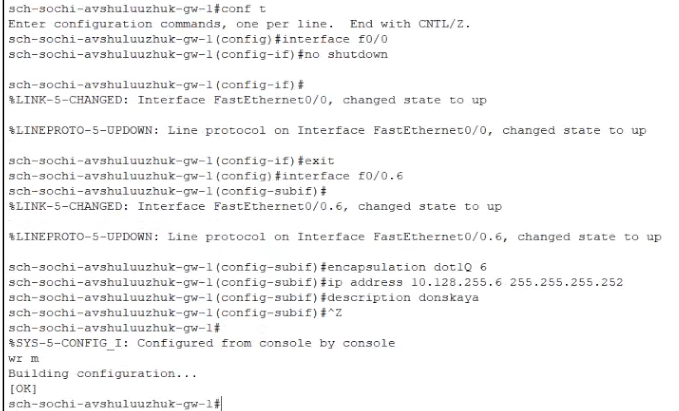 sch-sochi-avshuluuzhuk-gw-1#conf t
Enter configuration commands, one per line.  End with CNTL/Z.
sch-sochi-avshuluuzhuk-gw-1(config)#interface f0/0
sch-sochi-avshuluuzhuk-gw-1(config-if)#no shutdown
sch-sochi-avshuluuzhuk-gw-1(config-if)#
%LINK-5-CHANGED: Interface FastEthernet0/0, changed state to up
%LINEPROTO-5-UPDOWN: Line protocol on Interface FastEthernet0/0, changed state to up
sch-sochi-avshuluuzhuk-gw-1(config-if)#exit
sch-sochi-avshuluuzhuk-gw-1(config)#interface f0/0.6
sch-sochi-avshuluuzhuk-gw-1(config-subif)#
%LINK-5-CHANGED: Interface FastEthernet0/0.6, changed state to up
%LINEPROTO-5-UPDOWN: Line protocol on Interface FastEthernet0/0.6, changed state to up
sch-sochi-avshuluuzhuk-gw-1(config-subif)#encapsulation dot1Q 6
sch-sochi-avshuluuzhuk-gw-1(config-subif)#ip address 10.128.255.6 255.255.255.252
sch-sochi-avshuluuzhuk-gw-1(config-subif)#description donskaya
sch-sochi-avshuluuzhuk-gw-1(config-subif)#^Z
sch-sochi-avshuluuzhuk-gw-1#
%SYS-5-CONFIG_I: Configured from console by console
wr m
Building configuration...
[OK]
sch-sochi-avshuluuzhuk-gw-1#